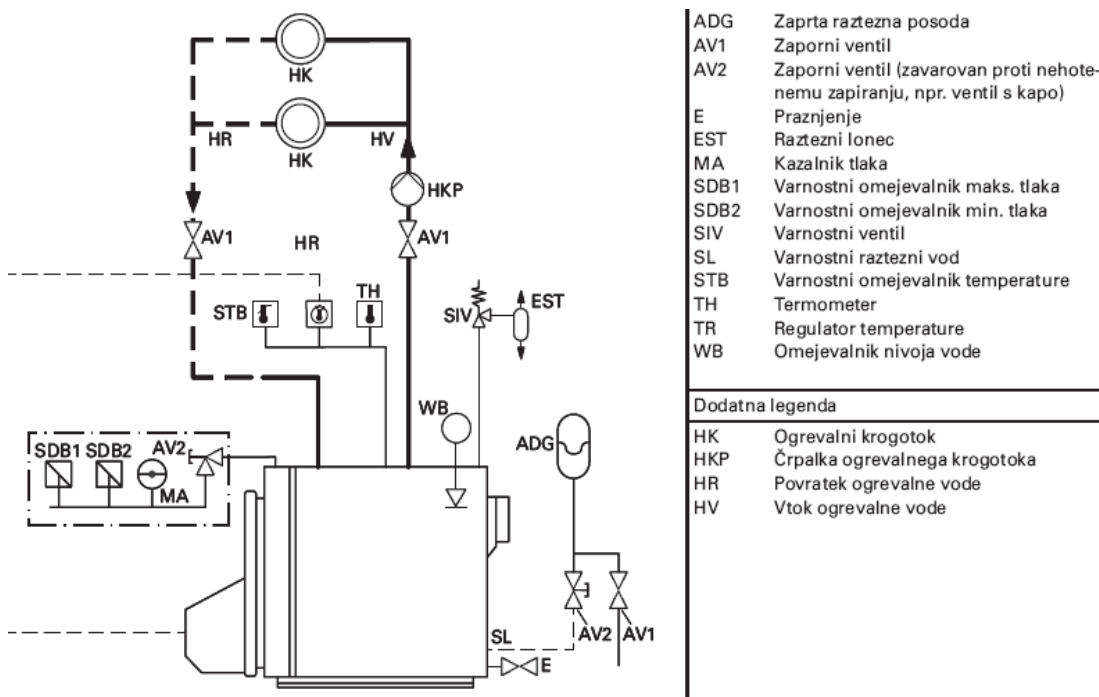 HK
HR
HV
HK
HKP
AV1
HR
AV1
STB
TH
SIV
EST
WB
ADG
SDB1 SDB2 AV2
MA
SL
E
AV2 AV1
ADG Zaprta raztezna posoda
AV1 Zaporni ventil
AV2 Zaporni ventil (zavarovan proti nehote-
nemu zapiranju, npr. ventil s kapo)
E Praznjenje
EST Raztezni lonec
MA Kazalnik tlaka
SDB1 Varnostni omejevalnik maks. tlaka
SDB2 Varnostni omejevalnik min. tlaka
SIV Varnostni ventil
SL Varnostni raztezni vod
STB Varnostni omejevalnik temperature
TH Termometer
TR Regulator temperature
WB Omejevalnik nivoja vode
Dodatna legenda
HK Ogrevalni krogotok
HKP Črpalka ogrevalnega krogotoka
HR Povratek ogrevalne vode
HV Vtok ogrevalne vode